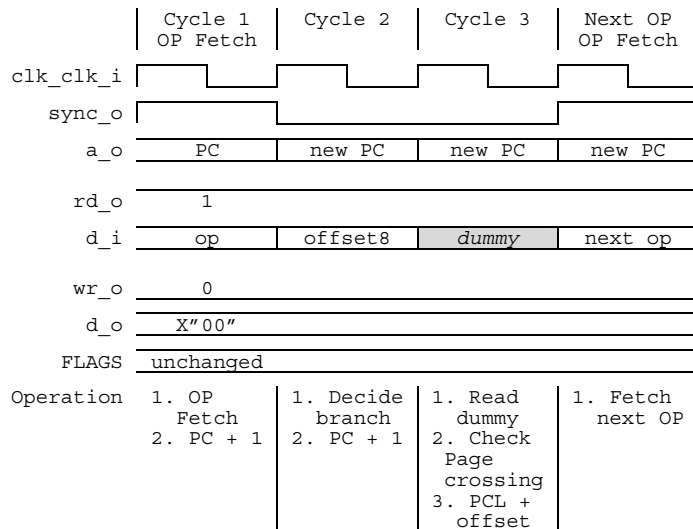 Cycle 1 Cycle 2 Cycle 3 Next OP
OP Fetch OP Fetch
clk_clk_i
sync_o
a_o PC new PC new PC new PC
rd_o 1
d_i op offset8 dummy next op
wr_o 0
d_o X"00"
FLAGS unchanged
Operation 1. OP 1. Decide 1. Read 1. Fetch
Fetch branch dummy next OP
2. PC + 1 2. PC + 1 2. Check
Page
crossing
3. PCL +
offset